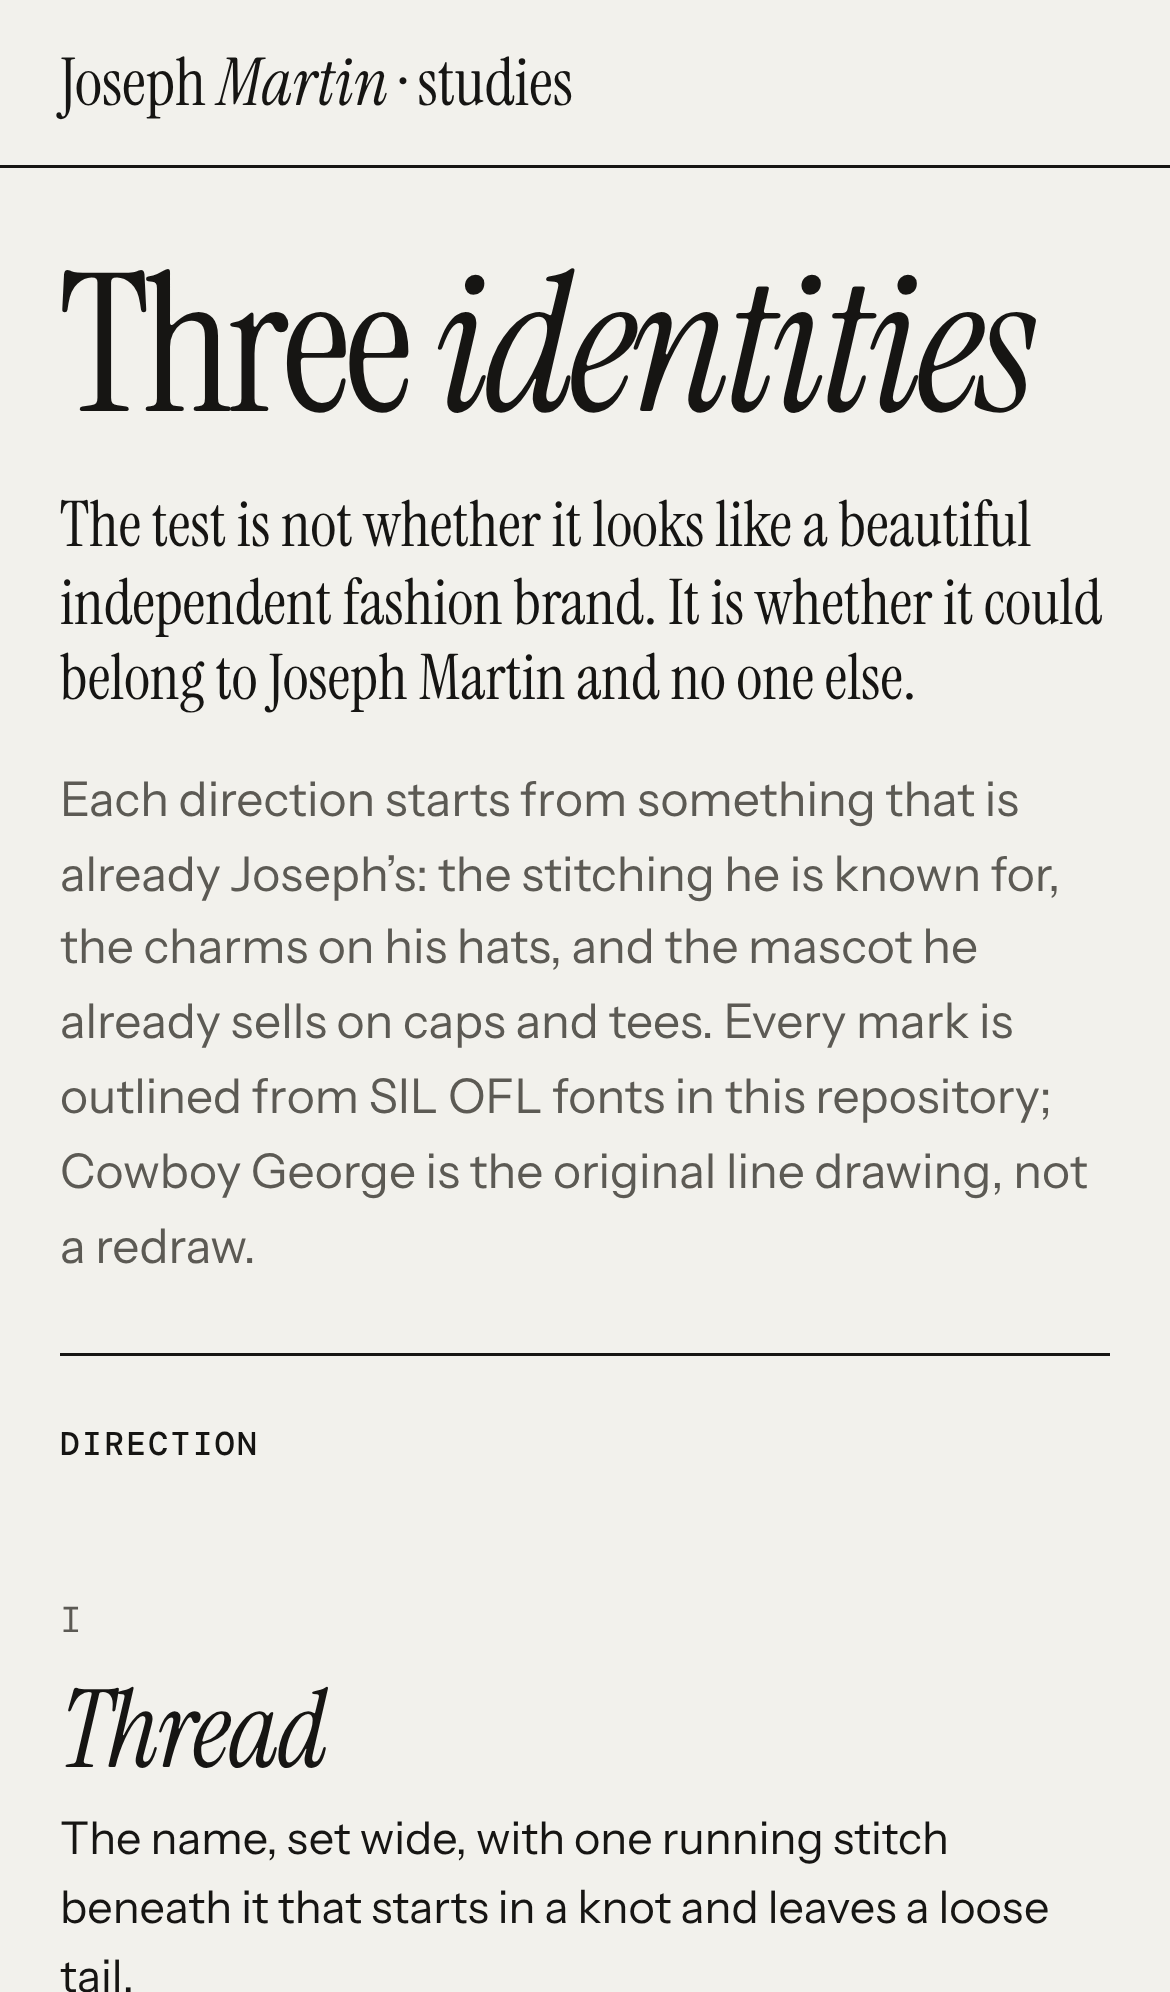 Joseph Martin · studies
Three identities
The test is not whether it looks like a beautiful
independent fashion brand. It is whether it could
belong to Joseph Martin and no one else.
Each direction starts from something that is
already Joseph’s: the stitching he is known for,
the charms on his hats, and the mascot he
already sells on caps and tees. Every mark is
outlined from SIL OFL fonts in this repository;
Cowboy George is the original line drawing, not
a redraw.
DIRECTION
I
Thread
The name, set wide, with one running stitch
beneath it that starts in a knot and leaves a loose
tail.